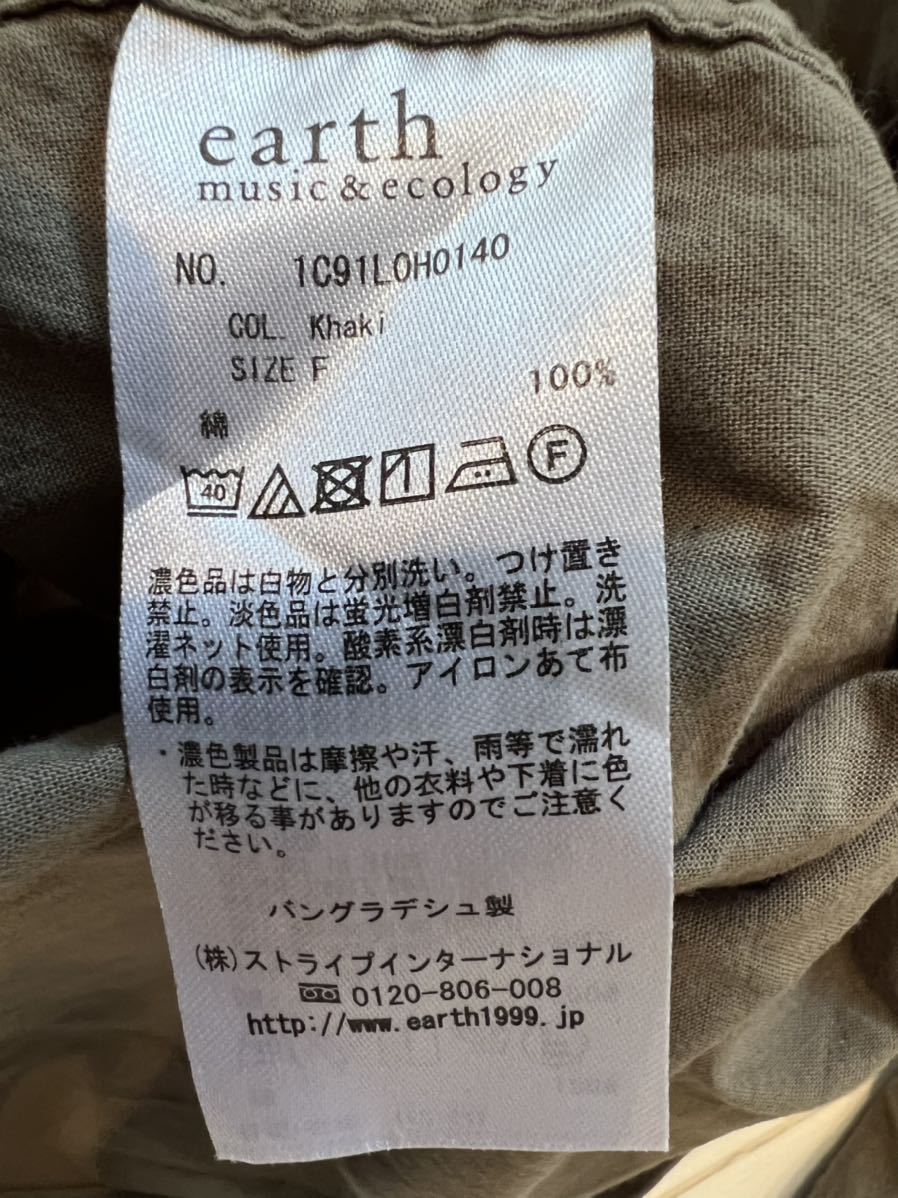 earth
music & ecology
NO. 1C91L0H0140
COL. Khaki
SIZE F
綿 100%
40 F
濃色品は白物と分別洗い。つけ置き
禁止。淡色品は蛍光増白剤禁止。洗
濯ネット使用。酸素系漂白剤時は漂
白剤の表示を確認。アイロンあて布
使用。
・濃色製品は摩擦や汗、雨等で濡れ
た時などに、他の衣料や下着に色
が移る事がありますのでご注意く
ださい。
バングラデシュ製
(株)ストライプインターナショナル
0120-806-008
http://www.earth1999.jp